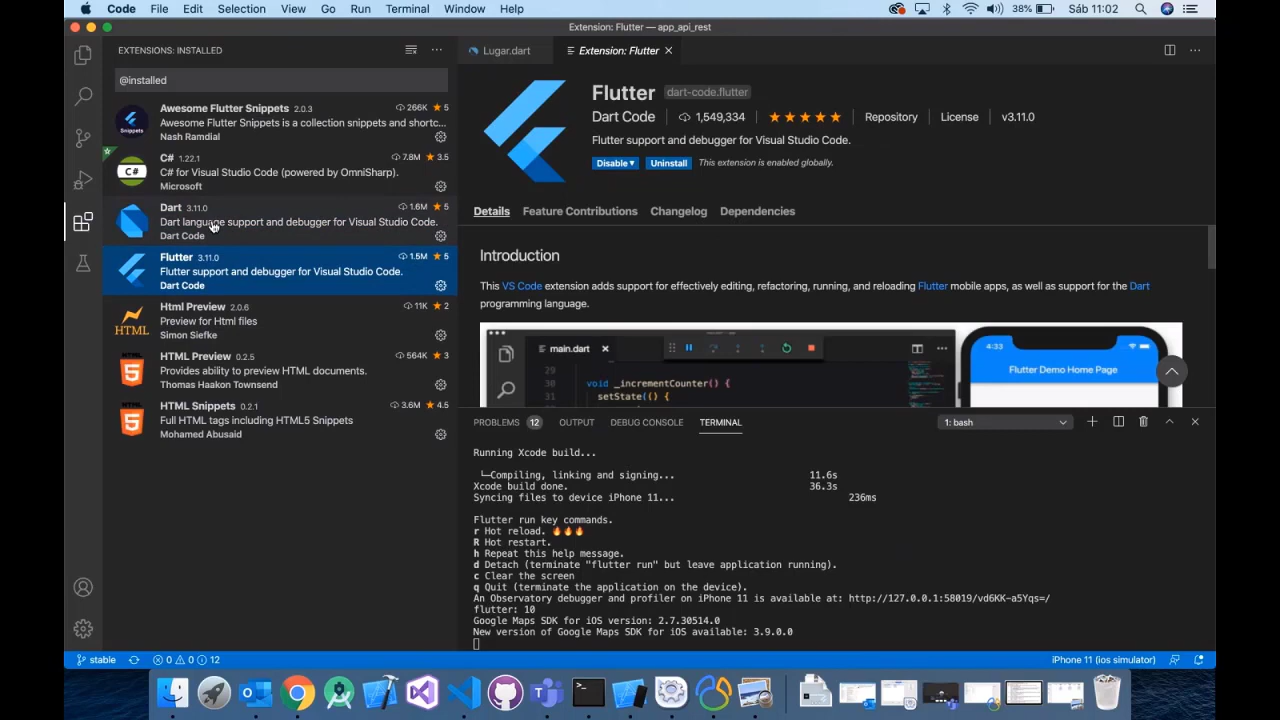 Code File Edit Selection View Go Run Terminal Window Help 38% Sáb 11:02
Extension: Flutter — app_api_rest
EXTENSIONS: INSTALLED
Lugar.dart
Extension: Flutter
@installed
Awesome Flutter Snippets 2.0.3 266K 5
Awesome Flutter Snippets is a collection snippets and shortc...
Nash Ramdial
Snippets
C# 1.22.1 7.8M 3.5
C# for Visual Studio Code (powered by OmniSharp).
Microsoft
C#
Dart 3.11.0 1.6M 5
Dart language support and debugger for Visual Studio Code.
Dart Code
Flutter 3.11.0 1.5M 5
Flutter support and debugger for Visual Studio Code.
Dart Code
Html Preview 2.0.6 11K 2
Preview for Html files
Simon Siefke
HTML
HTML Preview 0.2.5 564K 3
Provides ability to preview HTML documents.
Thomas Haakon Townsend
HTML
5
HTML Snippets 0.2.1 3.6M 4.5
Full HTML tags including HTML5 Snippets
Mohamed Abusaid
HTML
5
Flutter dart-code.flutter
Dart Code 1,549,334 Repository License v3.11.0
Flutter support and debugger for Visual Studio Code.
Disable Uninstall This extension is enabled globally.
Details Feature Contributions Changelog Dependencies
Introduction
This VS Code extension adds support for effectively editing, refactoring, running, and reloading Flutter mobile apps, as well as support for the Dart
programming language.
main.dart
29
30 void _incrementCounter() {
31 setState(() {
4:33
Flutter Demo Home Page
PROBLEMS 12 OUTPUT DEBUG CONSOLE TERMINAL 1: bash
Running Xcode build...
└─Compiling, linking and signing... 11.6s
Xcode build done. 36.3s
Syncing files to device iPhone 11... 236ms
Flutter run key commands.
r Hot reload. 🔥🔥🔥
R Hot restart.
h Repeat this help message.
d Detach (terminate "flutter run" but leave application running).
c Clear the screen
q Quit (terminate the application on the device).
An Observatory debugger and profiler on iPhone 11 is available at: http://127.0.0.1:58019/vd6KK-a5Yqs=/
flutter: 10
Google Maps SDK for iOS version: 2.7.30514.0
New version of Google Maps SDK for iOS available: 3.9.0.0
stable 0 0 12 iPhone 11 (ios simulator)